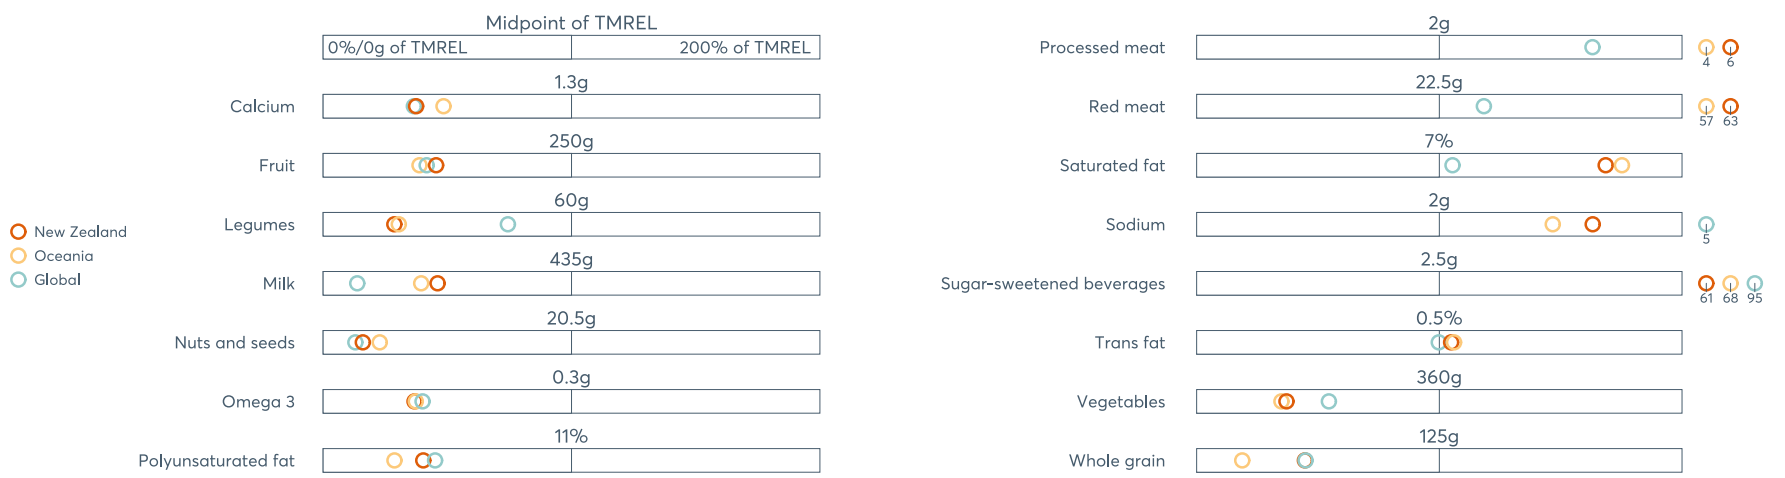 Midpoint of TMREL
0%/0g of TMREL 200% of TMREL
1.3g
Calcium
250g
Fruit
60g
Legumes
435g
Milk
20.5g
Nuts and seeds
0.3g
Omega 3
11%
Polyunsaturated fat
New Zealand
Oceania
Global
2g
Processed meat
4 6
22.5g
Red meat
57 63
7%
Saturated fat
2g
Sodium
5
2.5g
Sugar-sweetened beverages
61 68 95
0.5%
Trans fat
360g
Vegetables
125g
Whole grain